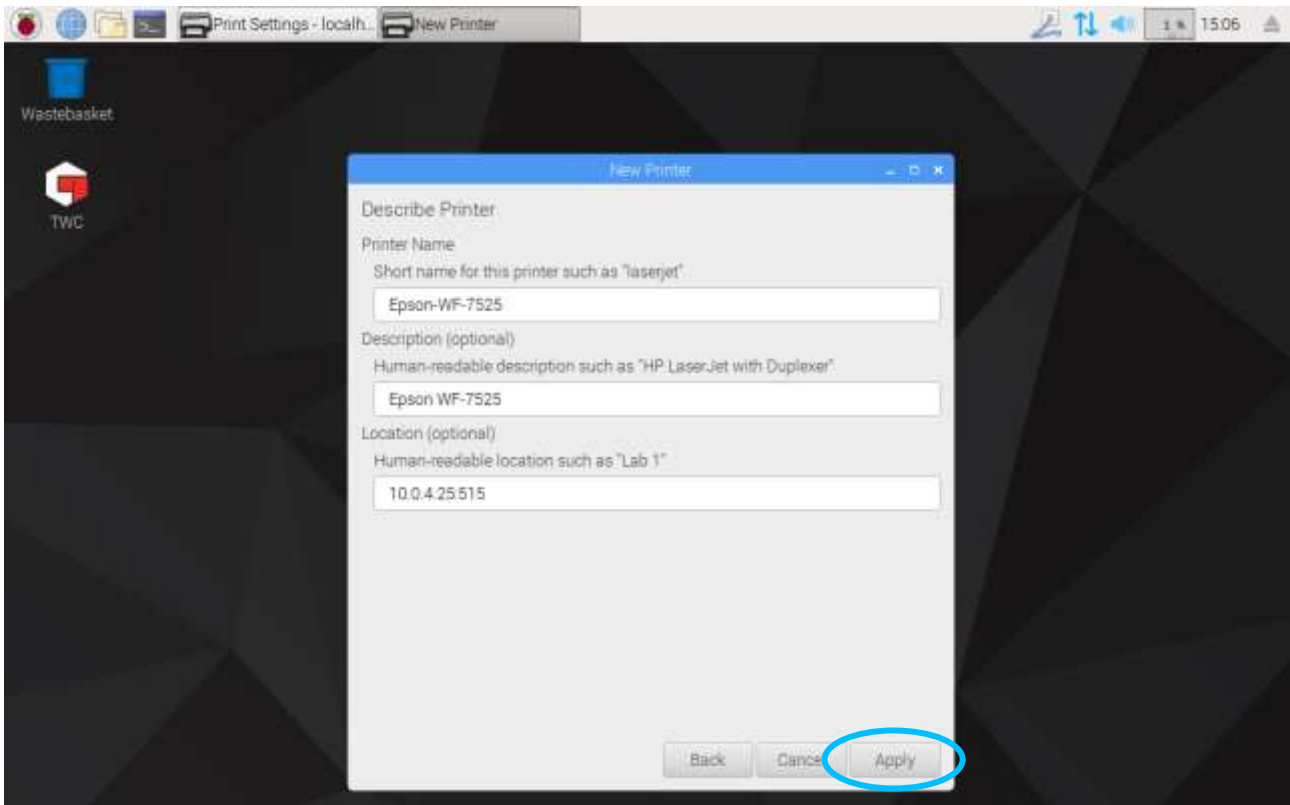 Print Settings - localh...
New Printer
1 %
15:06
Wastebasket
TWC
New Printer
Describe Printer
Printer Name
Short name for this printer such as "laserjet"
Epson-WF-7525
Description (optional)
Human-readable description such as "HP LaserJet with Duplexer"
Epson WF-7525
Location (optional)
Human-readable location such as "Lab 1"
10.0.4.25:515
Back
Cancel
Apply